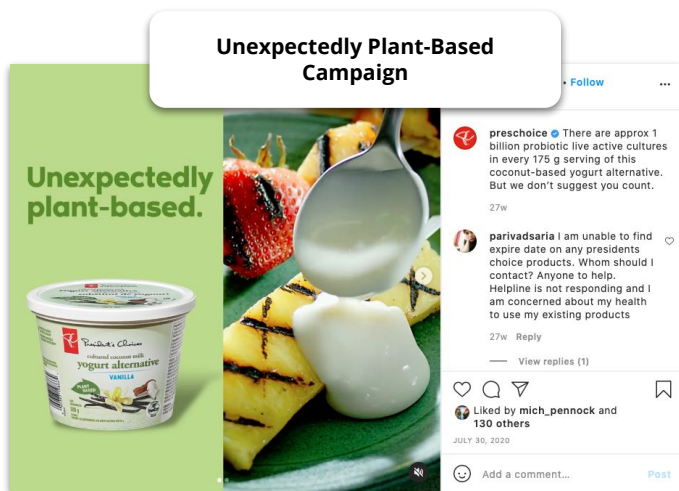 Unexpectedly Plant-Based
Campaign
• Follow
Unexpectedly
plant-based.
President's Choice
cultured coconut milk
yogurt alternative
VANILLA
PLANT
BASED
preschoice There are approx 1
billion probiotic live active cultures
in every 175 g serving of this
coconut-based yogurt alternative.
But we don't suggest you count.
27w
parivadsaria I am unable to find
expire date on any presidents
choice products. Whom should I
contact? Anyone to help.
Helpline is not responding and I
am concerned about my health
to use my existing products
27w Reply
View replies (1)
Liked by mich_pennock and
130 others
JULY 30, 2020
Add a comment...
Post